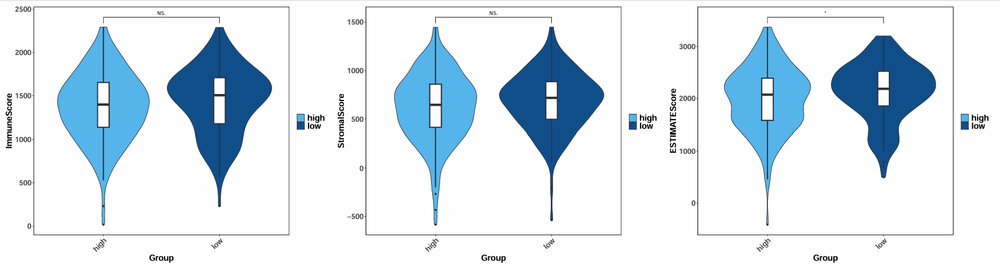 ImmuneScore
2500
2000
1500
1000
500
0
NS.
high
low
Group
high
low
StromalScore
1500
1000
500
0
−500
NS.
high
low
Group
high
low
ESTIMATEScore
3000
2000
1000
0
*
high
low
Group
high
low